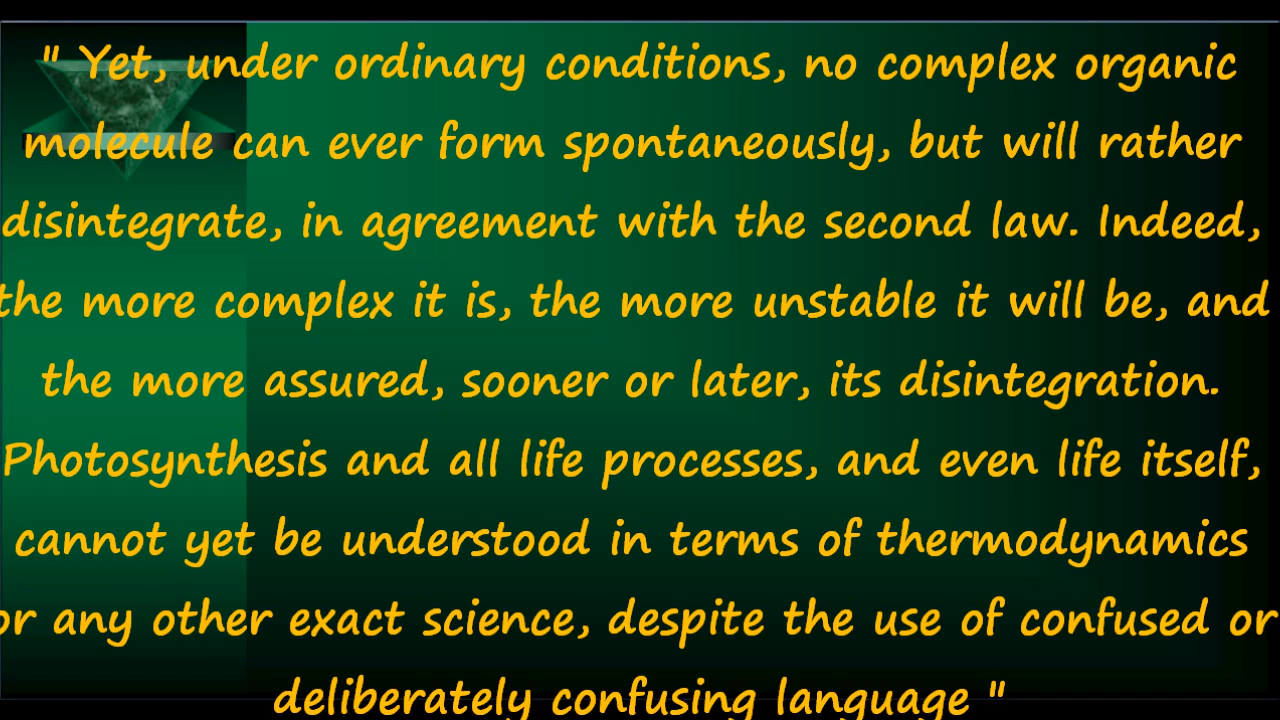 " Yet, under ordinary conditions, no complex organic
molecule can ever form spontaneously, but will rather
disintegrate, in agreement with the second law. Indeed,
the more complex it is, the more unstable it will be, and
the more assured, sooner or later, its disintegration.
Photosynthesis and all life processes, and even life itself,
cannot yet be understood in terms of thermodynamics
or any other exact science, despite the use of confused or
deliberately confusing language "